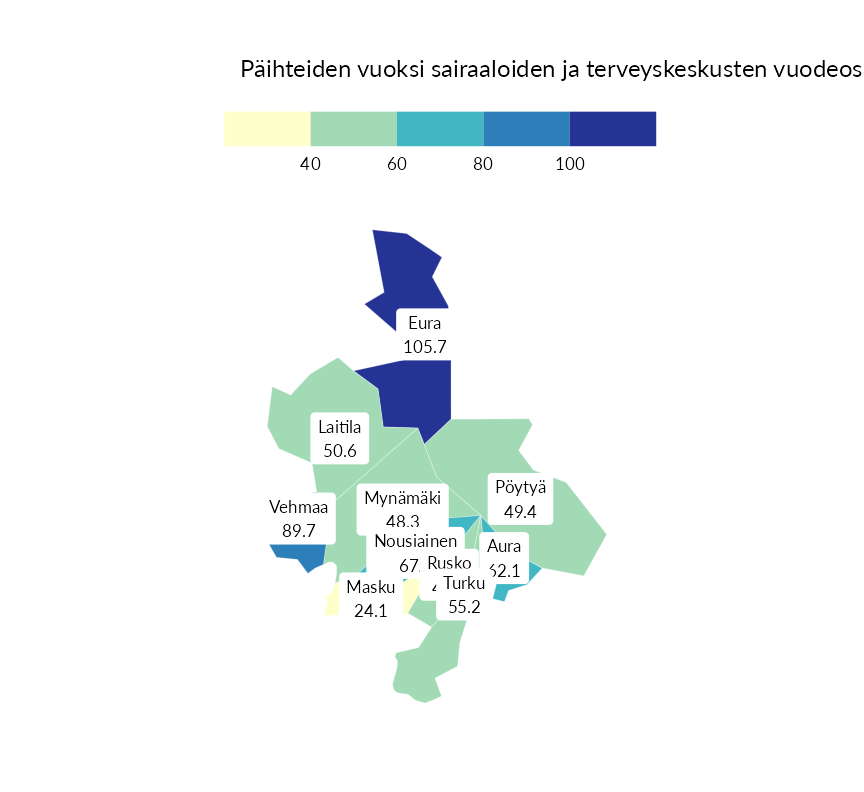 Päihteiden vuoksi sairaaloiden ja terveyskeskusten vuodeos
40 60 80 100
Eura
105.7
Laitila
50.6
Pöytyä
49.4
Mynämäki
48.3
Vehmaa
89.7
Nousiainen
67.
Aura
62.1
Rusko
Turku
55.2
Masku
24.1